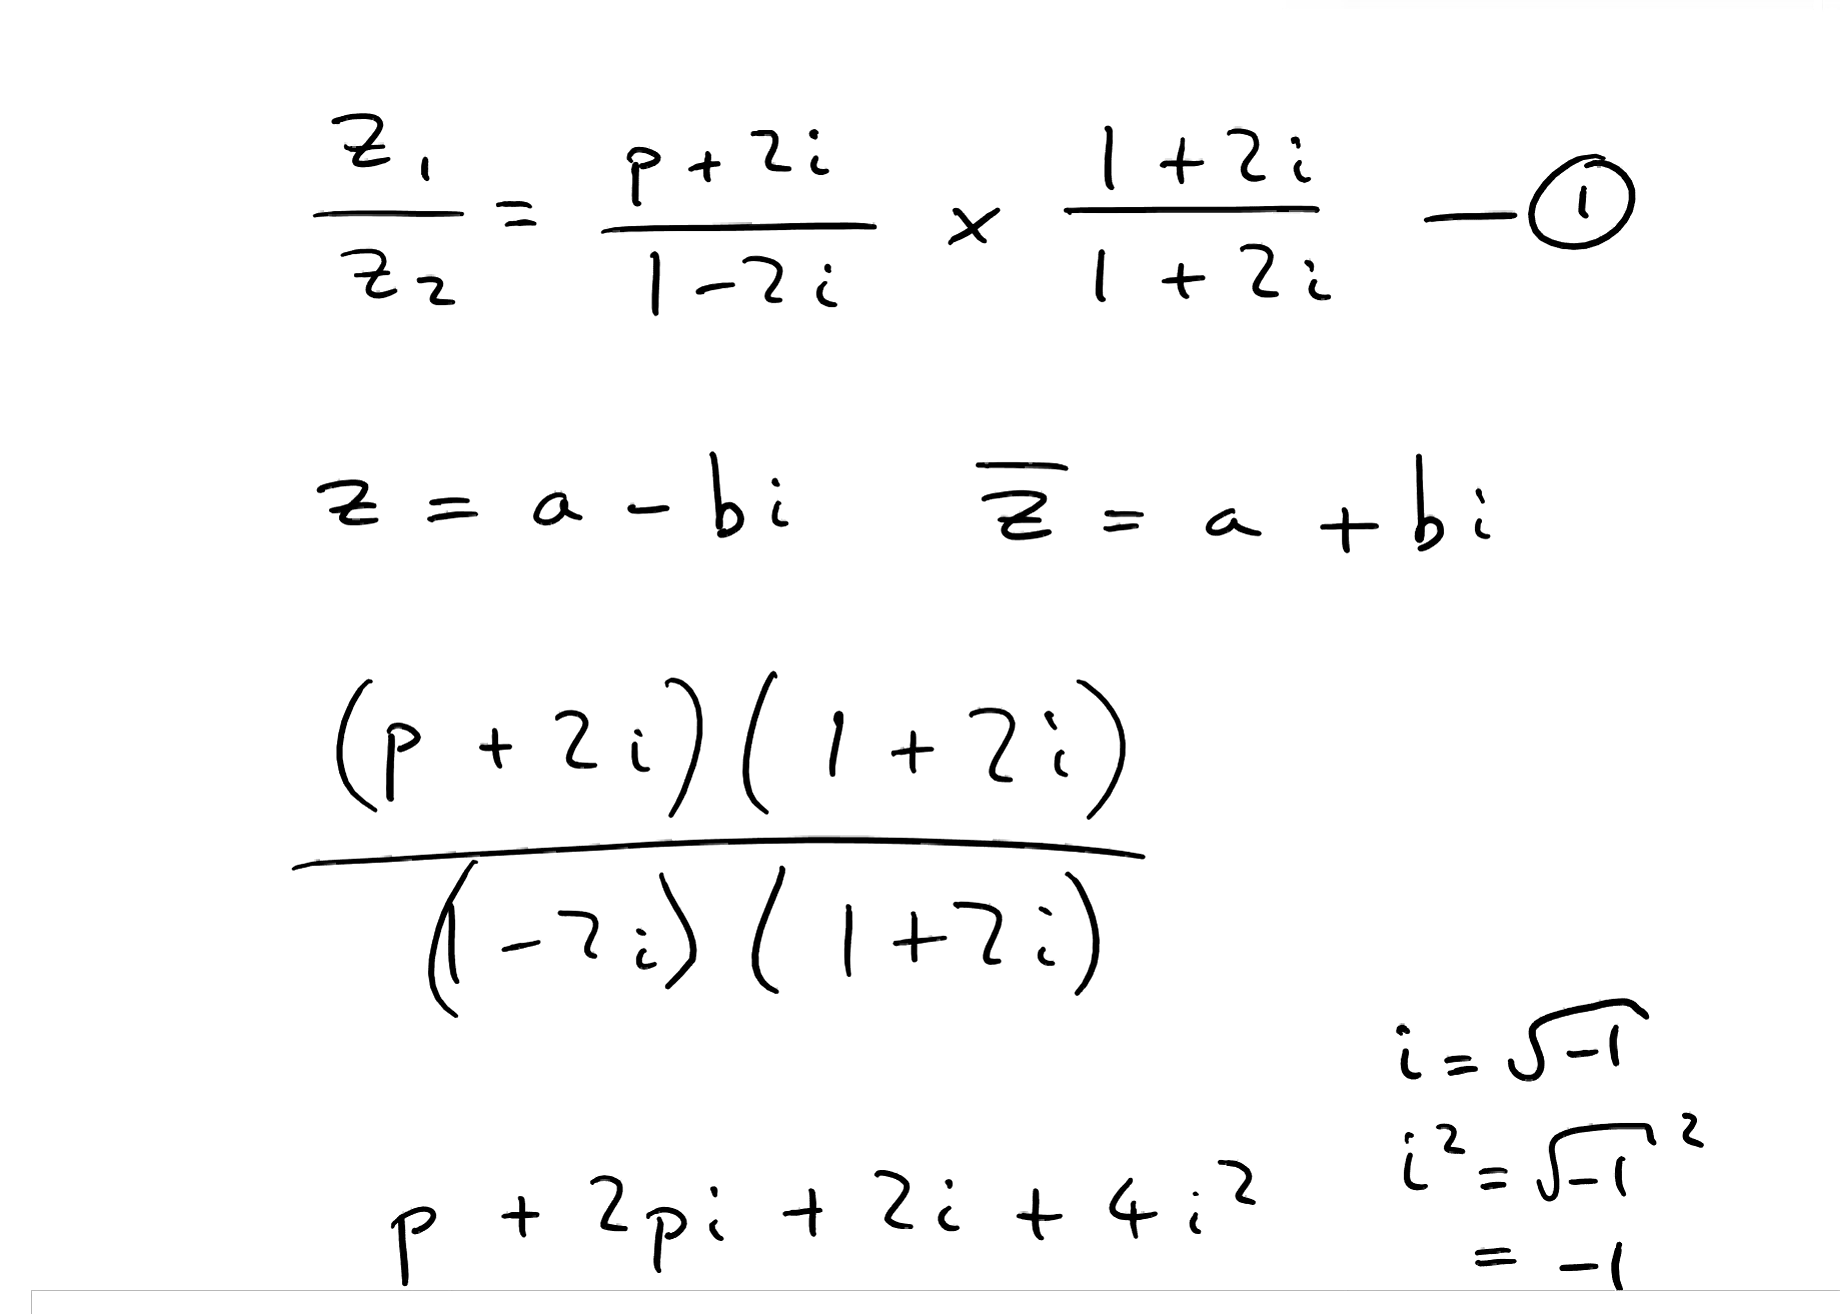 z₁/z₂ = (p + 2i)/(1 - 2i) × (1 + 2i)/(1 + 2i) — ①
z = a - bi z̅ = a + bi
(p + 2i)(1 + 2i)
(1 - 2i)(1 + 2i)
i = √-1
i² = √-1²
p + 2pi + 2i + 4i²
= -1